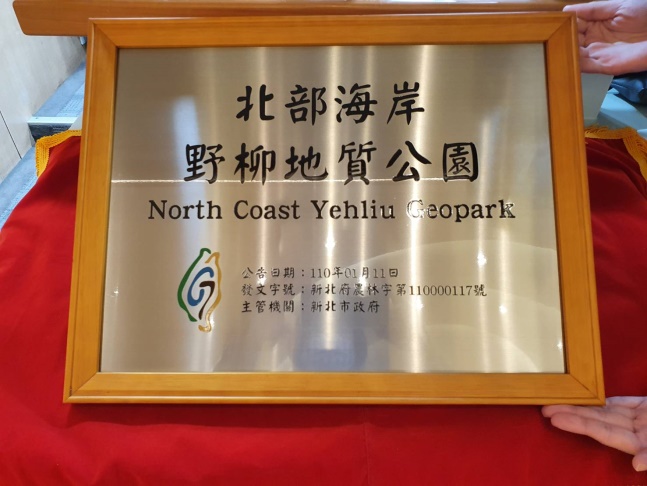 北部海岸
野柳地質公園
North Coast Yehliu Geopark
公告日期：110年01月11日
發文字號：新北府農林字第110000117號
主管機關：新北市政府